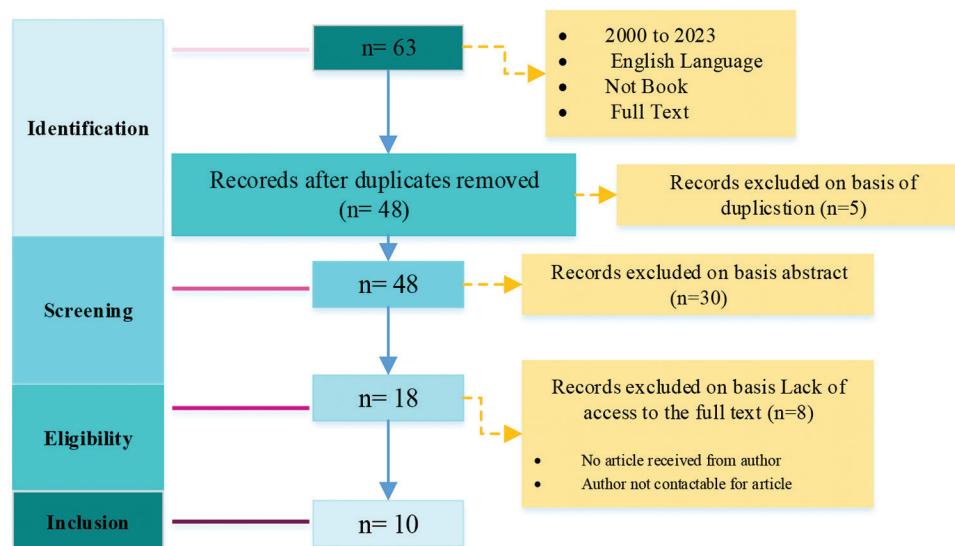 Identification
n= 63
• 2000 to 2023
• English Language
• Not Book
• Full Text
Recoreds after duplicates removed
(n= 48)
Records excluded on basis of
duplicstion (n=5)
Screening
n= 48
Records excluded on basis abstract
(n=30)
Eligibility
n= 18
Records excluded on basis Lack of
access to the full text (n=8)
• No article received from author
• Author not contactable for article
Inclusion
n= 10